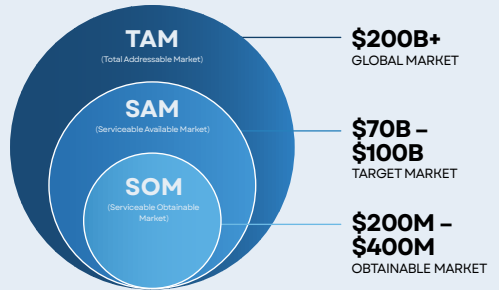 TAM
(Total Addressable Market)
$200B+
GLOBAL MARKET
SAM
(Serviceable Available Market)
$70B –
$100B
TARGET MARKET
SOM
(Serviceable Obtainable
Market)
$200M –
$400M
OBTAINABLE MARKET